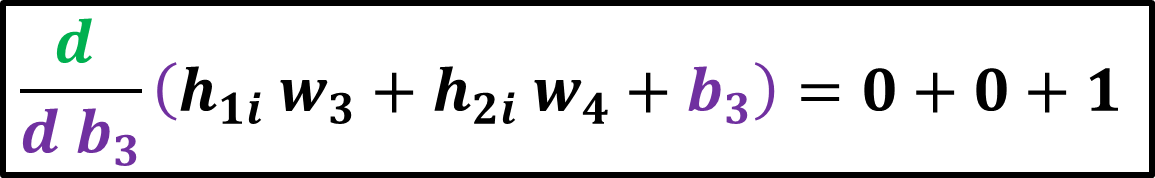 d/d b₃ (h₁ᵢ w₃ + h₂ᵢ w₄ + b₃) = 0 + 0 + 1